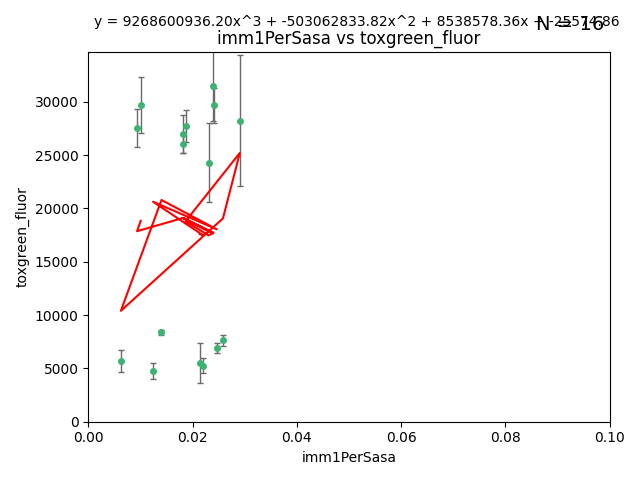 y = 9268600936.20x^3 + -503062833.82x^2 + 8538578.36x + -25574.86
N = 16
imm1PerSasa vs toxgreen_fluor
30000
25000
20000
15000
10000
5000
0
toxgreen_fluor
0.00 0.02 0.04 0.06 0.08 0.10
imm1PerSasa